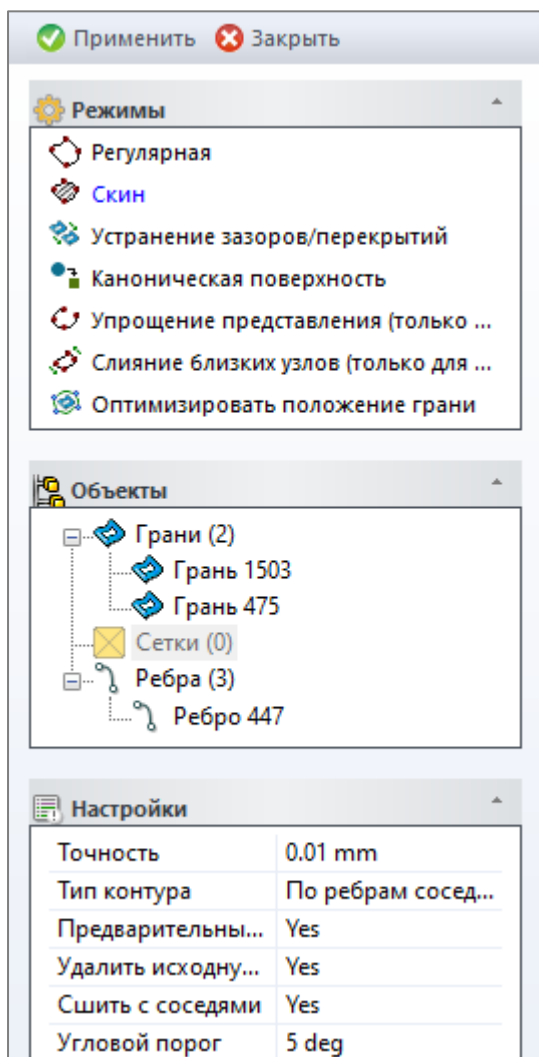 Применить Закрыть
Режимы
Регулярная
Скин
Устранение зазоров/перекрытий
Каноническая поверхность
Упрощение представления (только ...
Слияние близких узлов (только для ...
Оптимизировать положение грани
Объекты
Грани (2)
Грань 1503
Грань 475
Сетки (0)
Ребра (3)
Ребро 447
Настройки
Точность 0.01 mm
Тип контура По ребрам сосед...
Предварительны... Yes
Удалить исходну... Yes
Сшить с соседями Yes
Угловой порог 5 deg